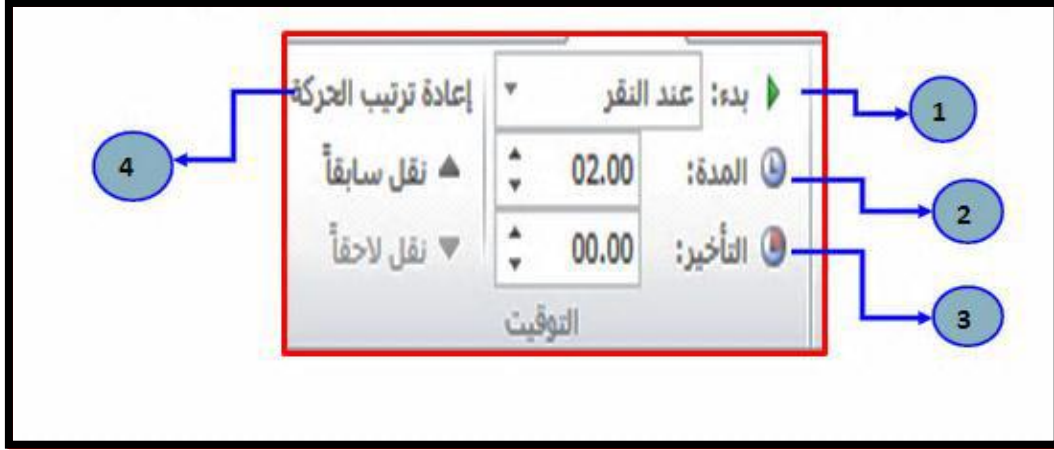 بدء: عند النقر
إعادة ترتيب الحركة
1
المدة: 02.00
نقل سابقاً
4
2
التأخير: 00.00
نقل لاحقاً
3
التوقيت